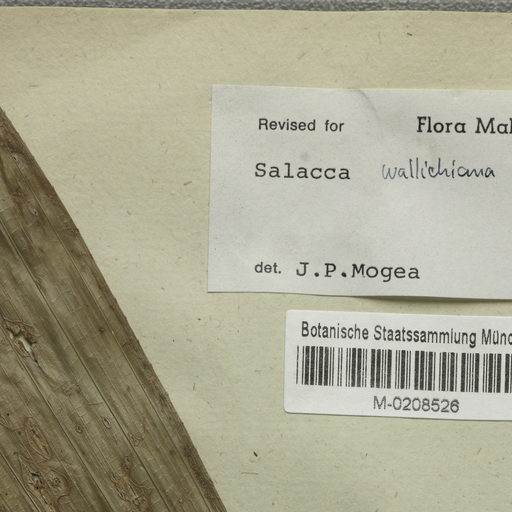 Revised for Flora Mal
Salacca wallichiana
det. J.P.Mogea
Botanische Staatssammlung Münc
M-0208526